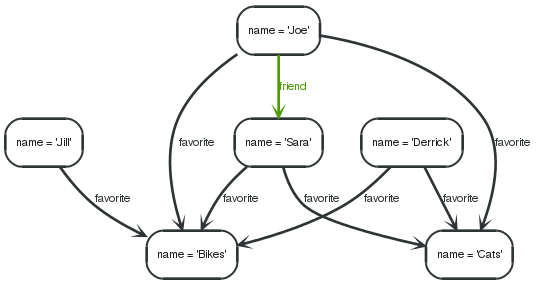 name = 'Joe'
friend
favorite
favorite
name = 'Jill'
name = 'Sara'
name = 'Derrick'
favorite
favorite
favorite
favorite
favorite
name = 'Bikes'
name = 'Cats'